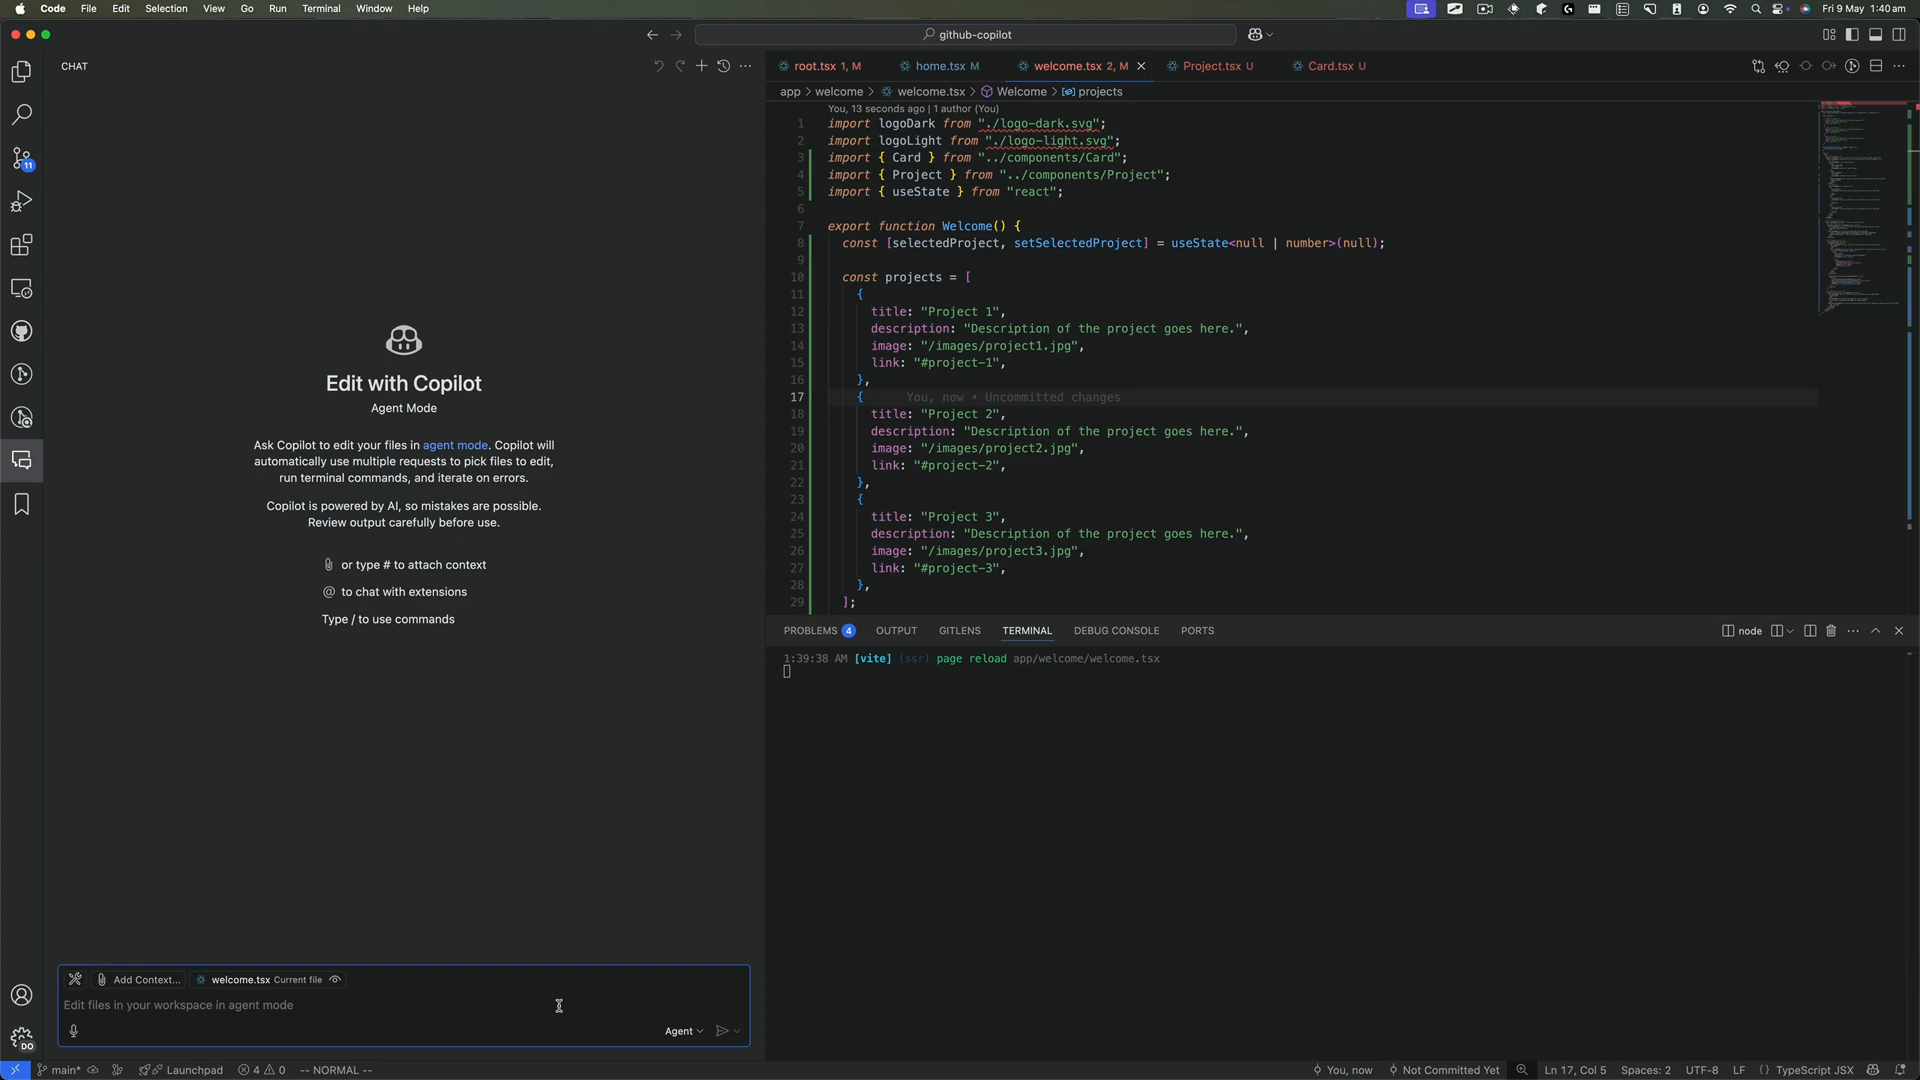 Code File Edit Selection View Go Run Terminal Window Help
Fri 9 May 1:40 am
github-copilot
CHAT
11
Edit with Copilot
Agent Mode
Ask Copilot to edit your files in agent mode. Copilot will
automatically use multiple requests to pick files to edit,
run terminal commands, and iterate on errors.
Copilot is powered by AI, so mistakes are possible.
Review output carefully before use.
or type # to attach context
@ to chat with extensions
Type / to use commands
Add Context... welcome.tsx Current file
Edit files in your workspace in agent mode
Agent
DO
root.tsx 1, M home.tsx M welcome.tsx 2, M Project.tsx U Card.tsx U
app > welcome > welcome.tsx > Welcome > projects
You, 13 seconds ago | 1 author (You)
1 import logoDark from "./logo-dark.svg";
2 import logoLight from "./logo-light.svg";
3 import { Card } from "../components/Card";
4 import { Project } from "../components/Project";
5 import { useState } from "react";
6
7 export function Welcome() {
8 const [selectedProject, setSelectedProject] = useState<null | number>(null);
9
10 const projects = [
11 {
12 title: "Project 1",
13 description: "Description of the project goes here.",
14 image: "/images/project1.jpg",
15 link: "#project-1",
16 },
17 { You, now • Uncommitted changes
18 title: "Project 2",
19 description: "Description of the project goes here.",
20 image: "/images/project2.jpg",
21 link: "#project-2",
22 },
23 {
24 title: "Project 3",
25 description: "Description of the project goes here.",
26 image: "/images/project3.jpg",
27 link: "#project-3",
28 },
29 ];
PROBLEMS 4 OUTPUT GITLENS TERMINAL DEBUG CONSOLE PORTS
node
1:39:38 AM [vite] (ssr) page reload app/welcome/welcome.tsx
main* Launchpad 4 0 -- NORMAL --
You, now Not Committed Yet Ln 17, Col 5 Spaces: 2 UTF-8 LF {} TypeScript JSX